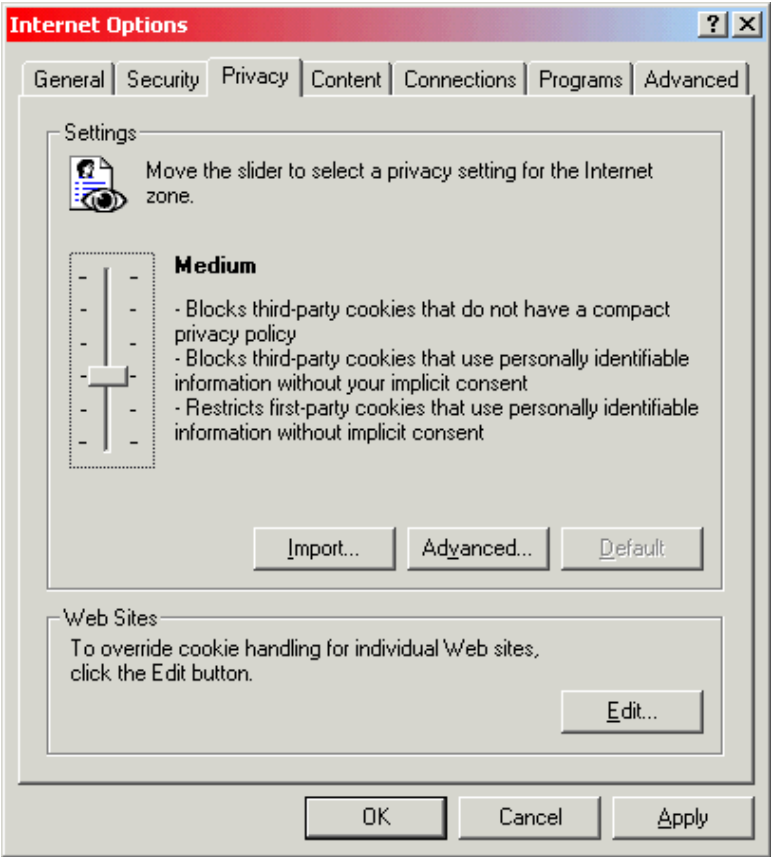 Internet Options
General Security Privacy Content Connections Programs Advanced
Settings
Move the slider to select a privacy setting for the Internet
zone.
Medium
- Blocks third-party cookies that do not have a compact
privacy policy
- Blocks third-party cookies that use personally identifiable
information without your implicit consent
- Restricts first-party cookies that use personally identifiable
information without implicit consent
Import... Advanced... Default
Web Sites
To override cookie handling for individual Web sites,
click the Edit button.
Edit...
OK Cancel Apply